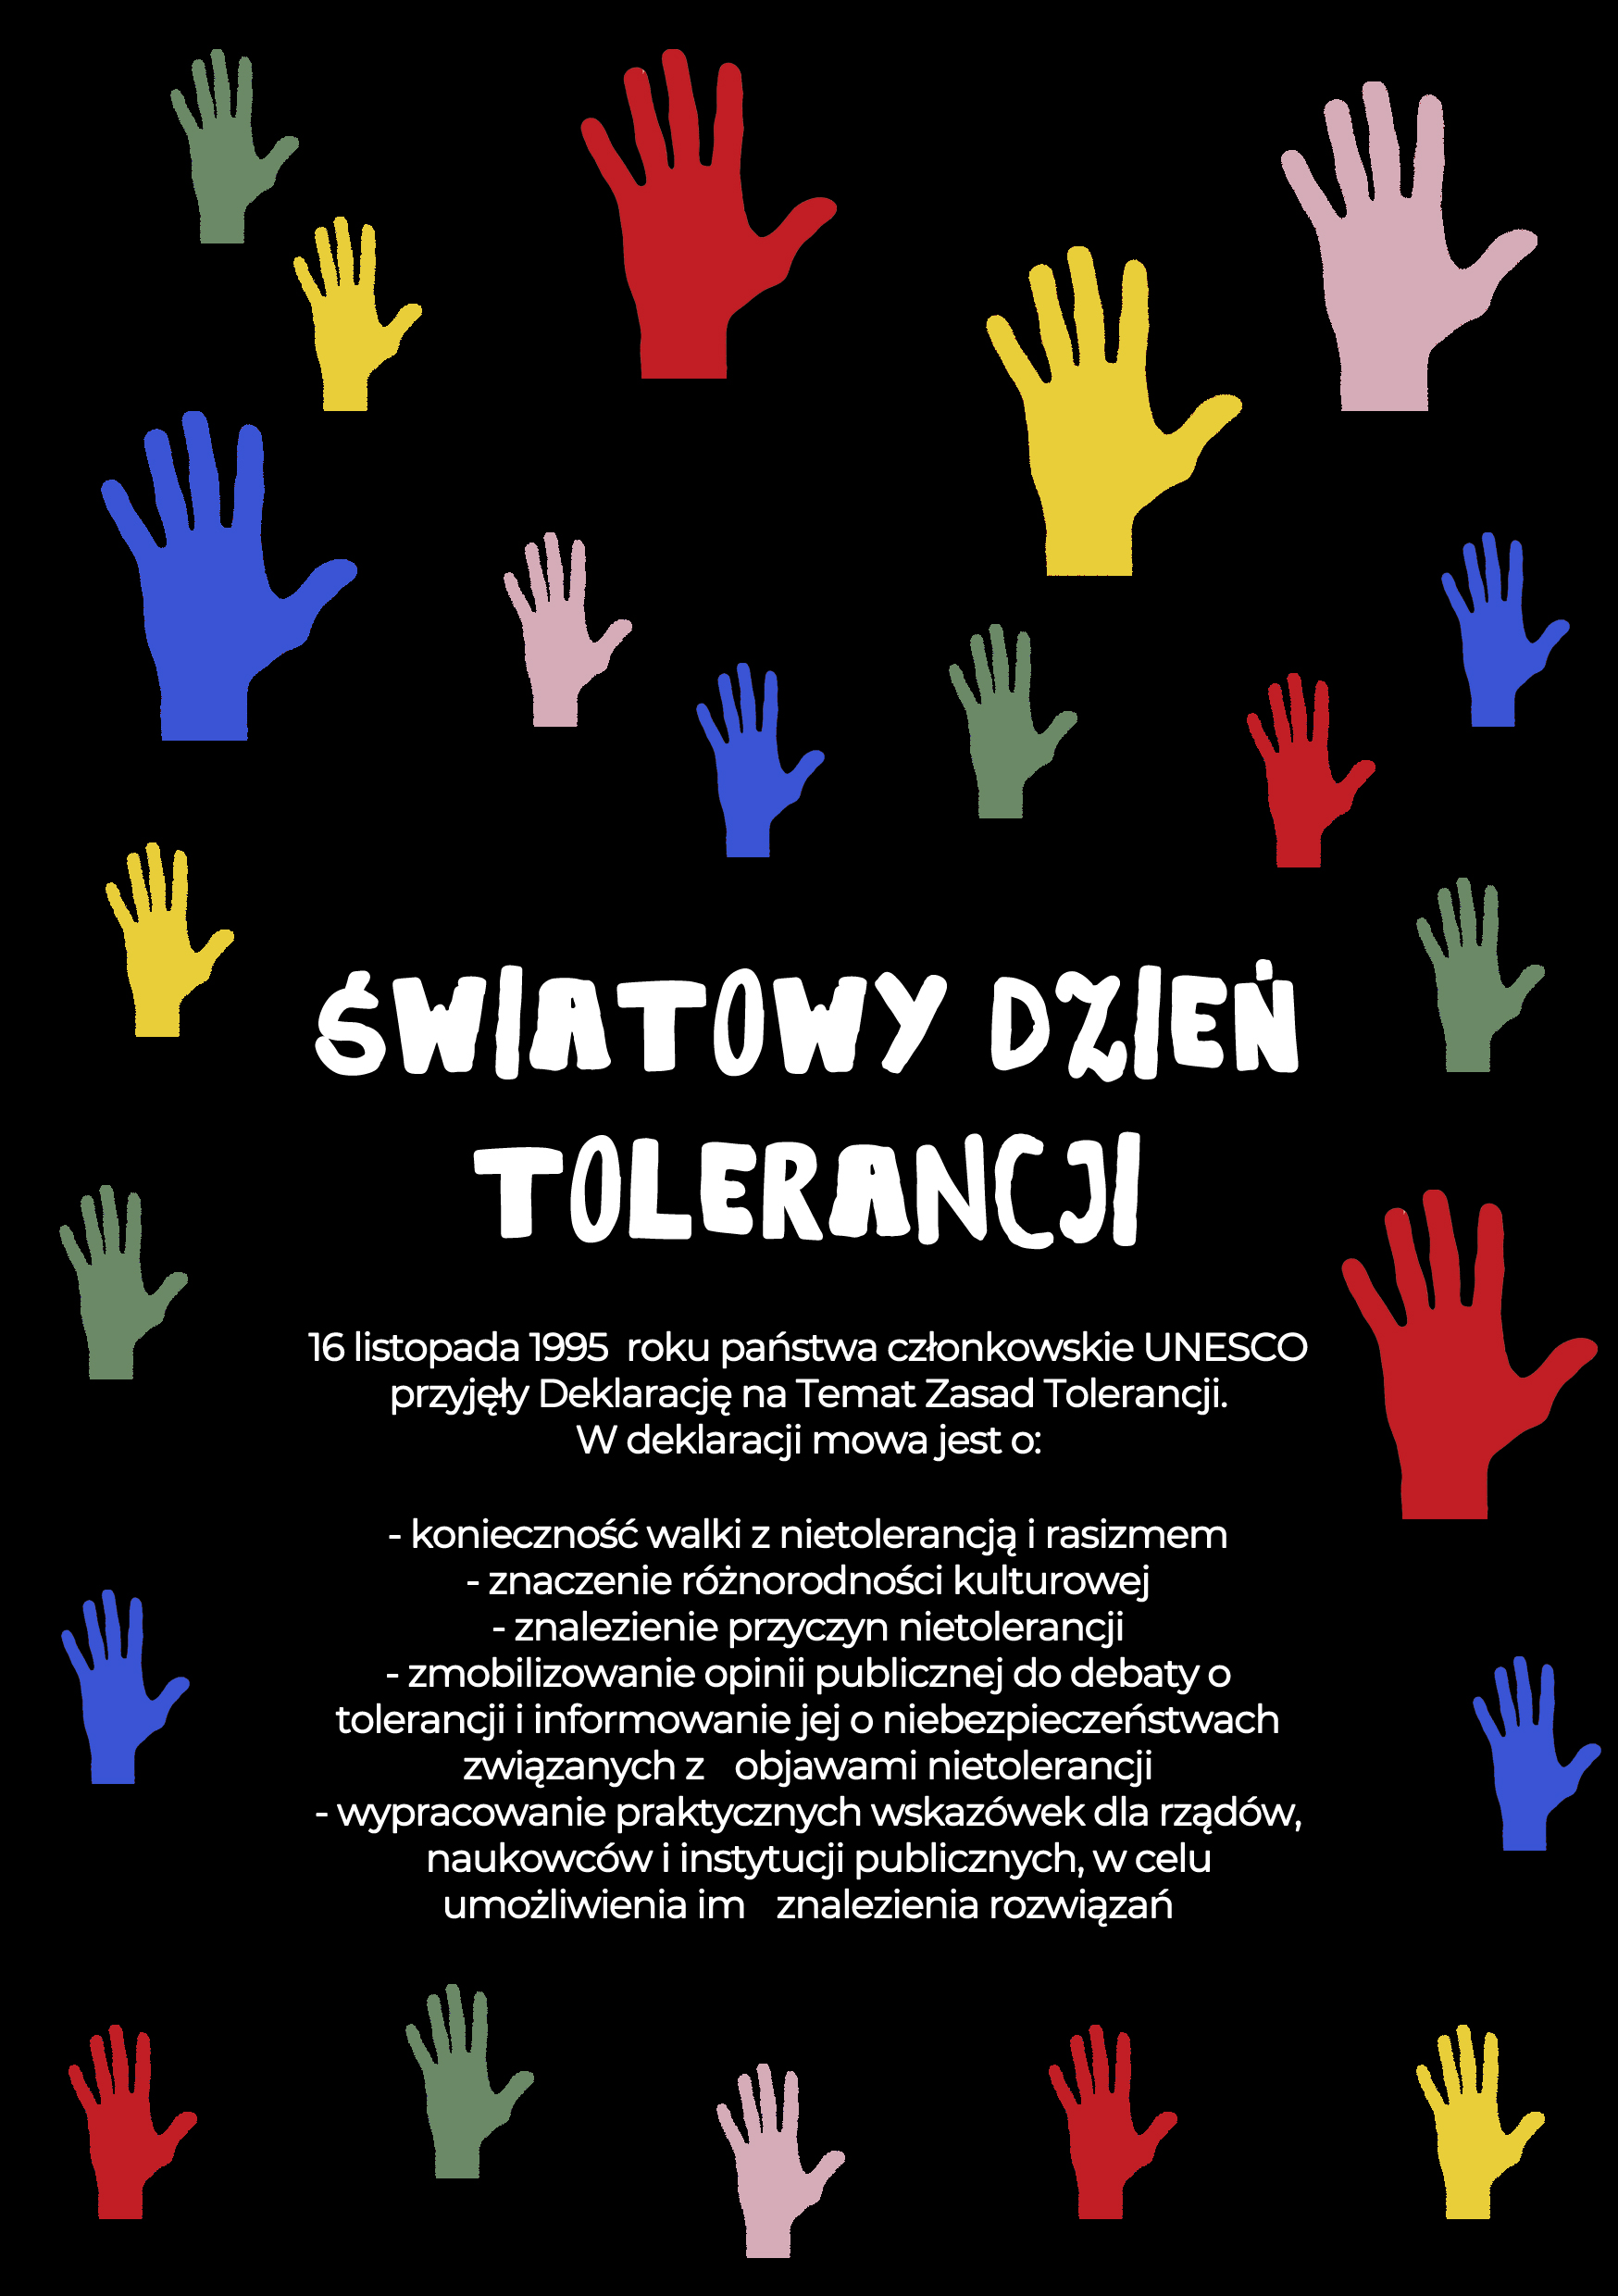 ŚWIATOWY DZIEŃ
TOLERANCJI
16 listopada 1995 roku państwa członkowskie UNESCO
przyjęły Deklarację na Temat Zasad Tolerancji.
W deklaracji mowa jest o:
- konieczność walki z nietolerancją i rasizmem
- znaczenie różnorodności kulturowej
- znalezienie przyczyn nietolerancji
- zmobilizowanie opinii publicznej do debaty o
tolerancji i informowanie jej o niebezpieczeństwach
związanych z objawami nietolerancji
- wypracowanie praktycznych wskazówek dla rządów,
naukowców i instytucji publicznych, w celu
umożliwienia im znalezienia rozwiązań